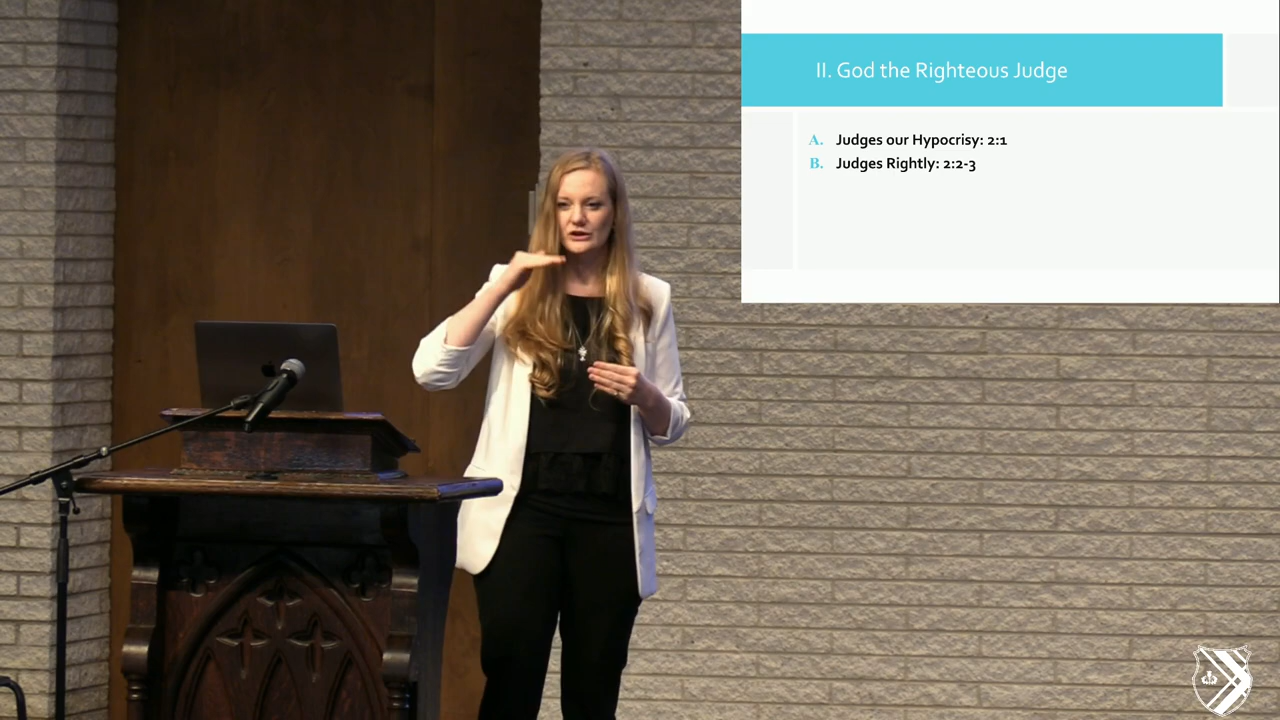 II. God the Righteous Judge
A. Judges our Hypocrisy: 2:1
B. Judges Rightly: 2:2-3